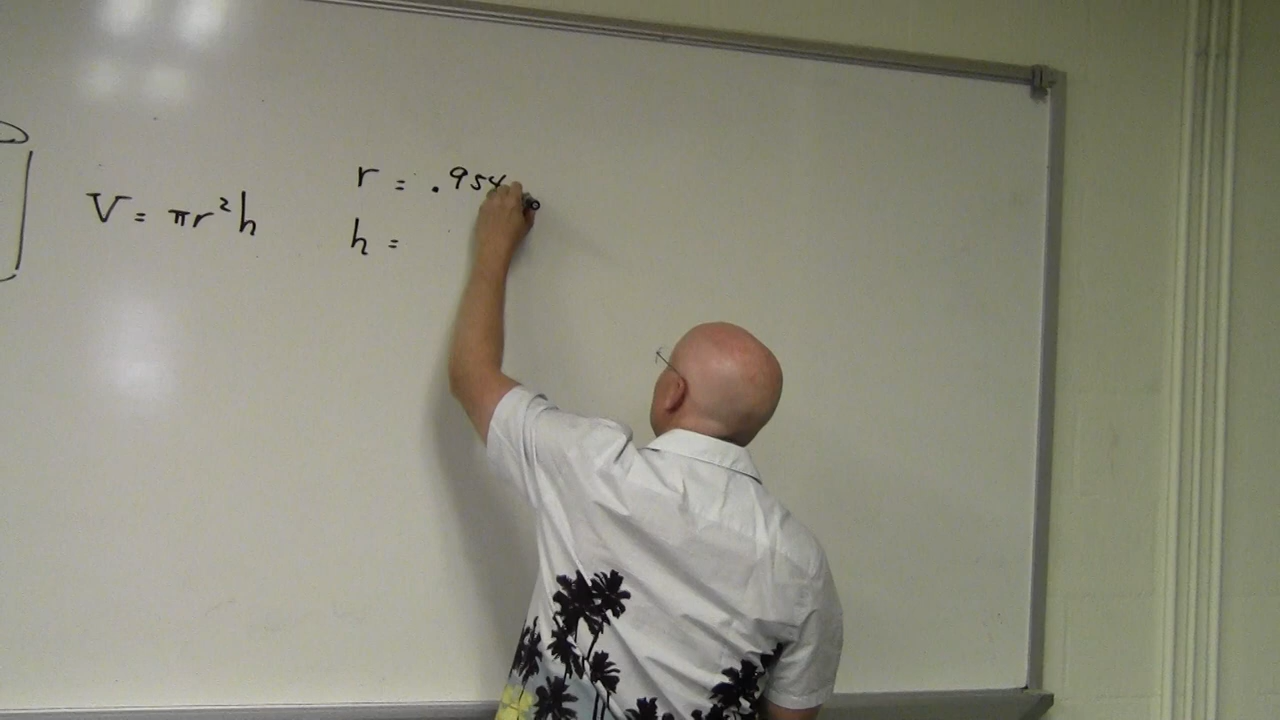 V = πr²h
r = .954
h =